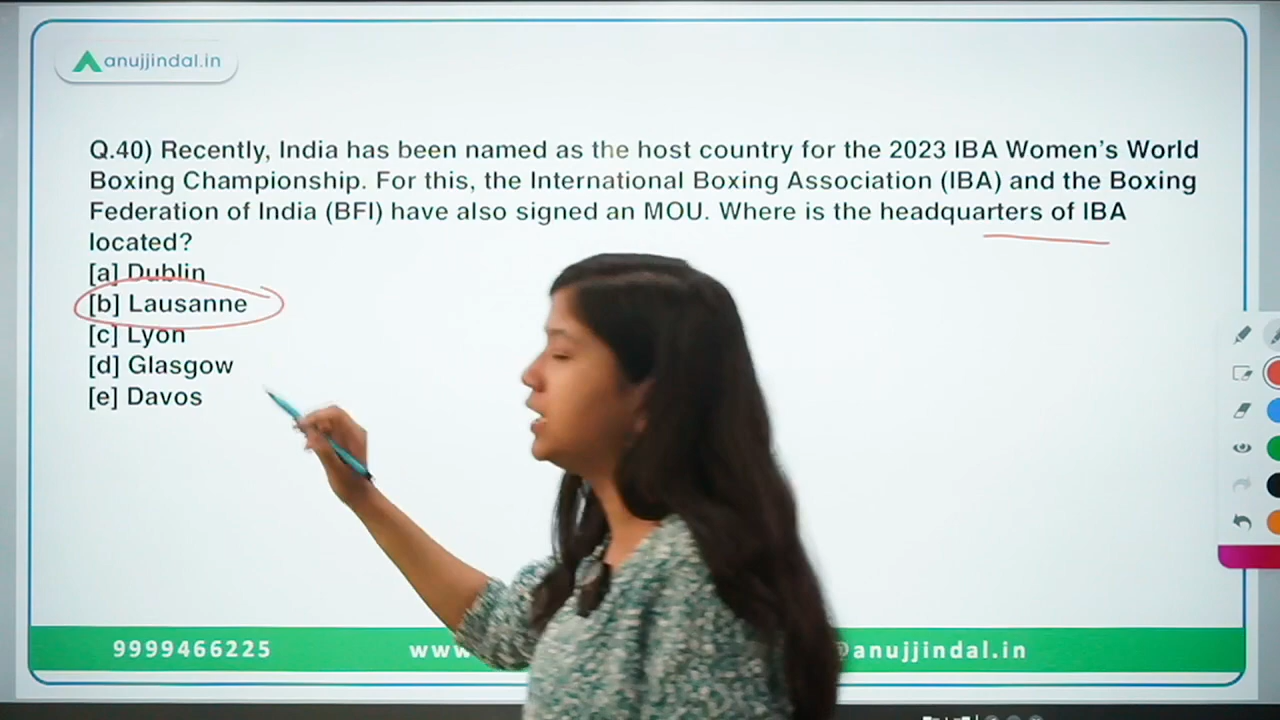 anujjindal.in
Q.40) Recently, India has been named as the host country for the 2023 IBA Women's World
Boxing Championship. For this, the International Boxing Association (IBA) and the Boxing
Federation of India (BFI) have also signed an MOU. Where is the headquarters of IBA
located?
[a] Dublin
[b] Lausanne
[c] Lyon
[d] Glasgow
[e] Davos
9999466225 www. @anujjindal.in